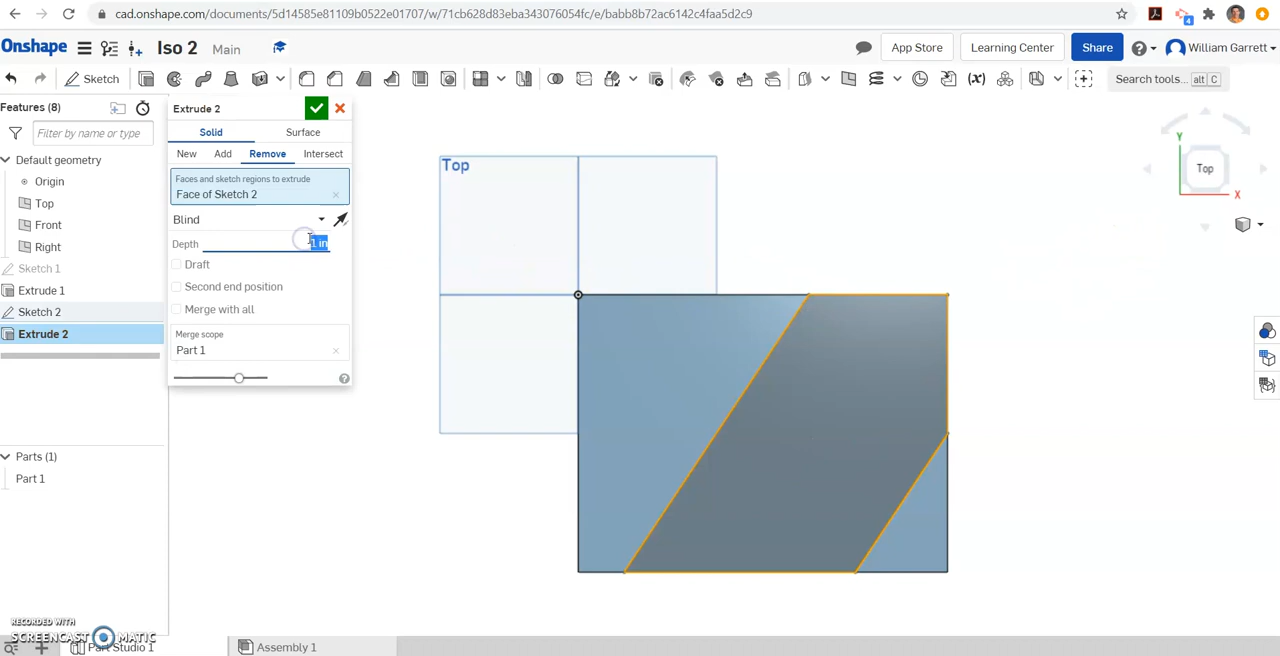 cad.onshape.com/documents/5d14585e81109b0522e01707/w/71cb628d83eba343076054fc/e/babb8b72ac6142c4faa5d2c9
4
Onshape Iso 2 Main App Store Learning Center Share William Garrett
Sketch (x) Search tools... alt C
Features (8)
Filter by name or type
Default geometry
Origin
Top
Front
Right
Sketch 1
Extrude 1
Sketch 2
Extrude 2
Parts (1)
Part 1
Extrude 2
Solid Surface
New Add Remove Intersect
Faces and sketch regions to extrude
Face of Sketch 2
Blind
Depth 1 in
Draft
Second end position
Merge with all
Merge scope
Part 1
Top
Y
Top
X
RECORDED WITH
SCREENCAST MATIC
Part Studio 1 Assembly 1